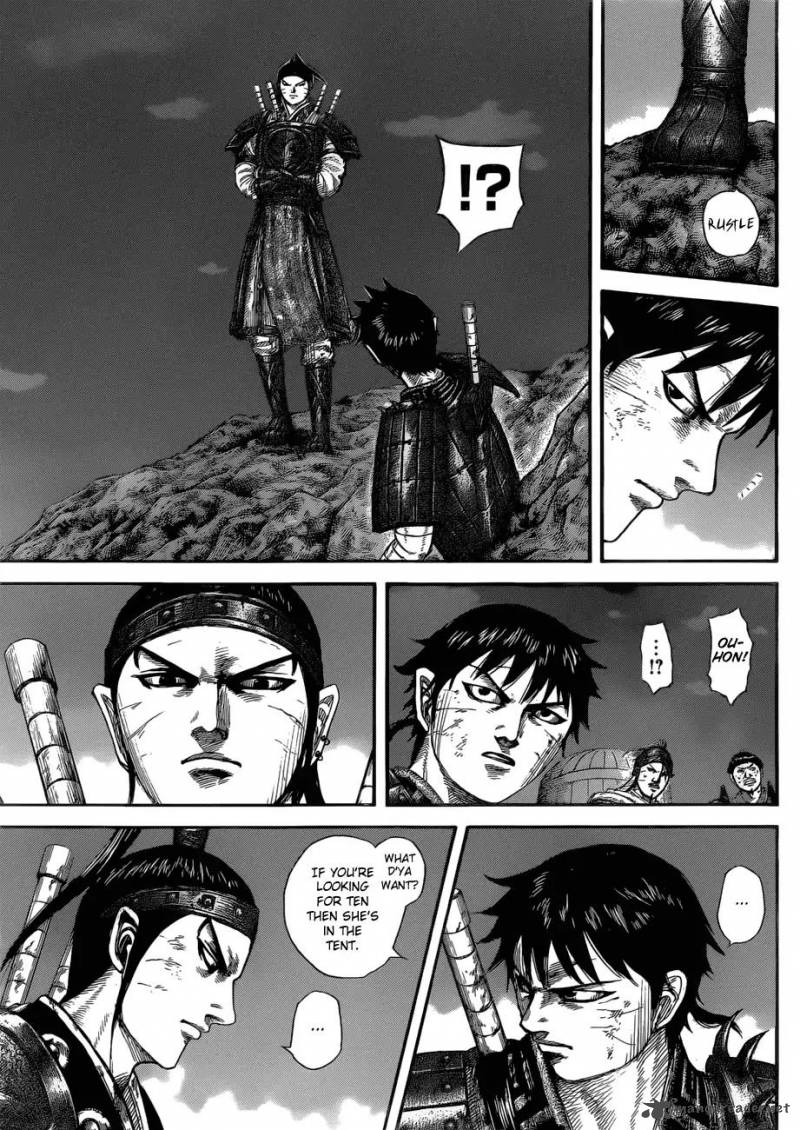 RUSTLE
!?
OU-
HON!
...
!?
...
WHAT
D'YA
WANT?
IF YOU'RE
LOOKING
FOR TEN
THEN SHE'S
IN THE
TENT.
...